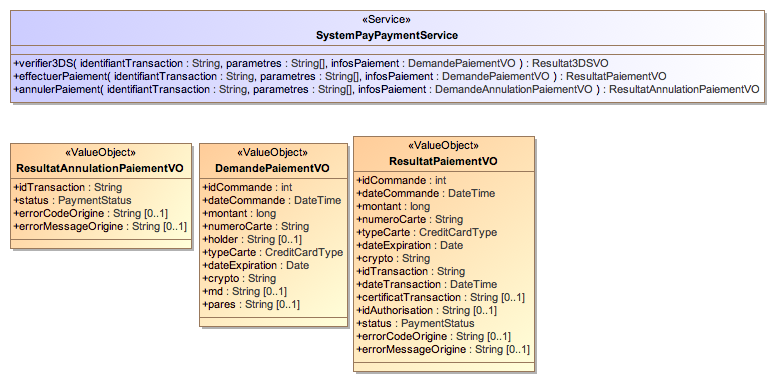 «Service»
SystemPayPaymentService
+verifier3DS( identifiantTransaction : String, parametres : String[], infosPaiement : DemandePaiementVO ) : Resultat3DSVO
+effectuerPaiement( identifiantTransaction : String, parametres : String[], infosPaiement : DemandePaiementVO ) : ResultatPaiementVO
+annulerPaiement( identifiantTransaction : String, parametres : String[], infosPaiement : DemandeAnnulationPaiementVO ) : ResultatAnnulationPaiementVO
«ValueObject»
ResultatAnnulationPaiementVO
+idTransaction : String
+status : PaymentStatus
+errorCodeOrigine : String [0..1]
+errorMessageOrigine : String [0..1]
«ValueObject»
DemandePaiementVO
+idCommande : int
+dateCommande : DateTime
+montant : long
+numeroCarte : String
+holder : String [0..1]
+typeCarte : CreditCardType
+dateExpiration : Date
+crypto : String
+md : String [0..1]
+pares : String [0..1]
«ValueObject»
ResultatPaiementVO
+idCommande : int
+dateCommande : DateTime
+montant : long
+numeroCarte : String
+typeCarte : CreditCardType
+dateExpiration : Date
+crypto : String
+idTransaction : String
+dateTransaction : DateTime
+certificatTransaction : String [0..1]
+idAuthorisation : String [0..1]
+status : PaymentStatus
+errorCodeOrigine : String [0..1]
+errorMessageOrigine : String [0..1]